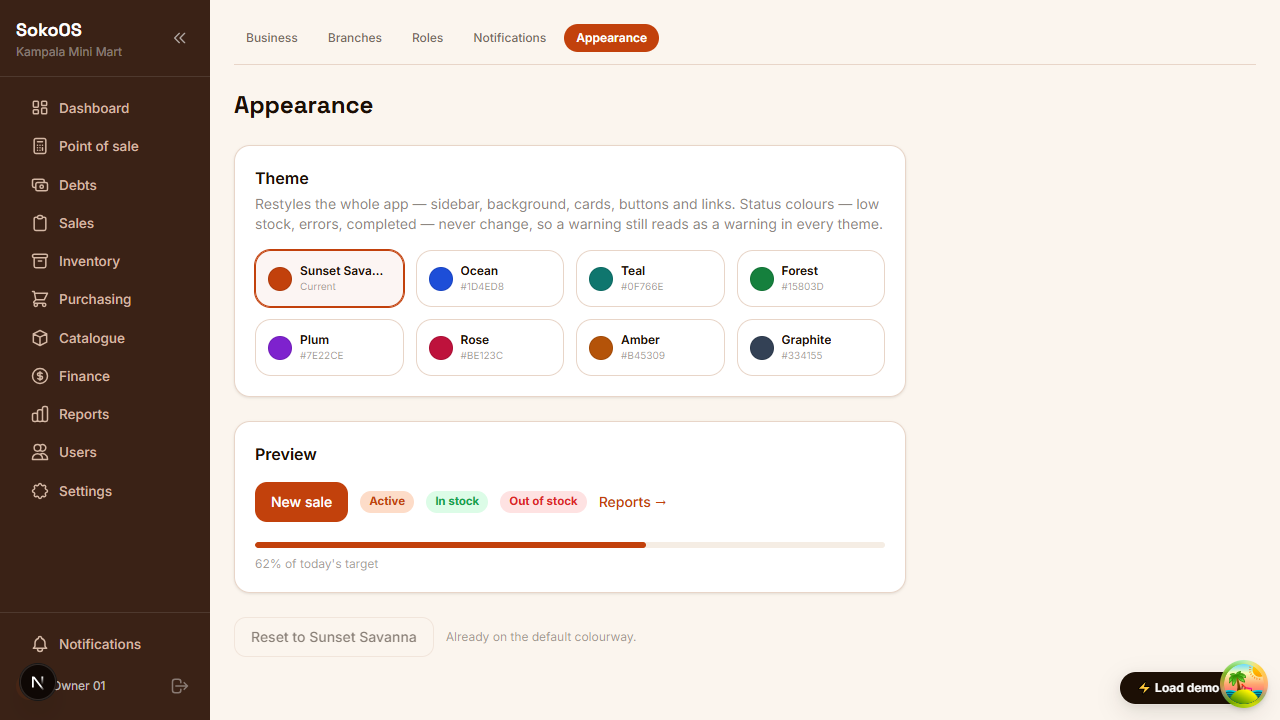 SokoOS
Kampala Mini Mart
Dashboard
Point of sale
Debts
Sales
Inventory
Purchasing
Catalogue
Finance
Reports
Users
Settings
Notifications
N
Owner 01
Business
Branches
Roles
Notifications
Appearance
Appearance
Theme
Restyles the whole app — sidebar, background, cards, buttons and links. Status colours — low
stock, errors, completed — never change, so a warning still reads as a warning in every theme.
Sunset Sava...
Current
Ocean
#1D4ED8
Teal
#0F766E
Forest
#15803D
Plum
#7E22CE
Rose
#BE123C
Amber
#B45309
Graphite
#334155
Preview
New sale
Active
In stock
Out of stock
Reports →
62% of today's target
Reset to Sunset Savanna
Already on the default colourway.
Load demo